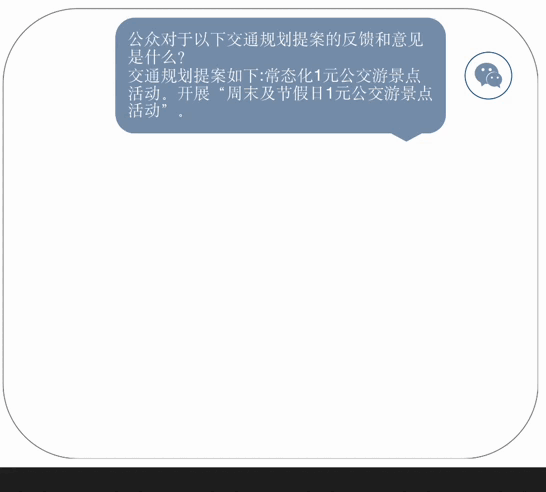 公众对于以下交通规划提案的反馈和意见
是什么?
交通规划提案如下:常态化1元公交游景点
活动。开展“周末及节假日1元公交游景点
活动”。